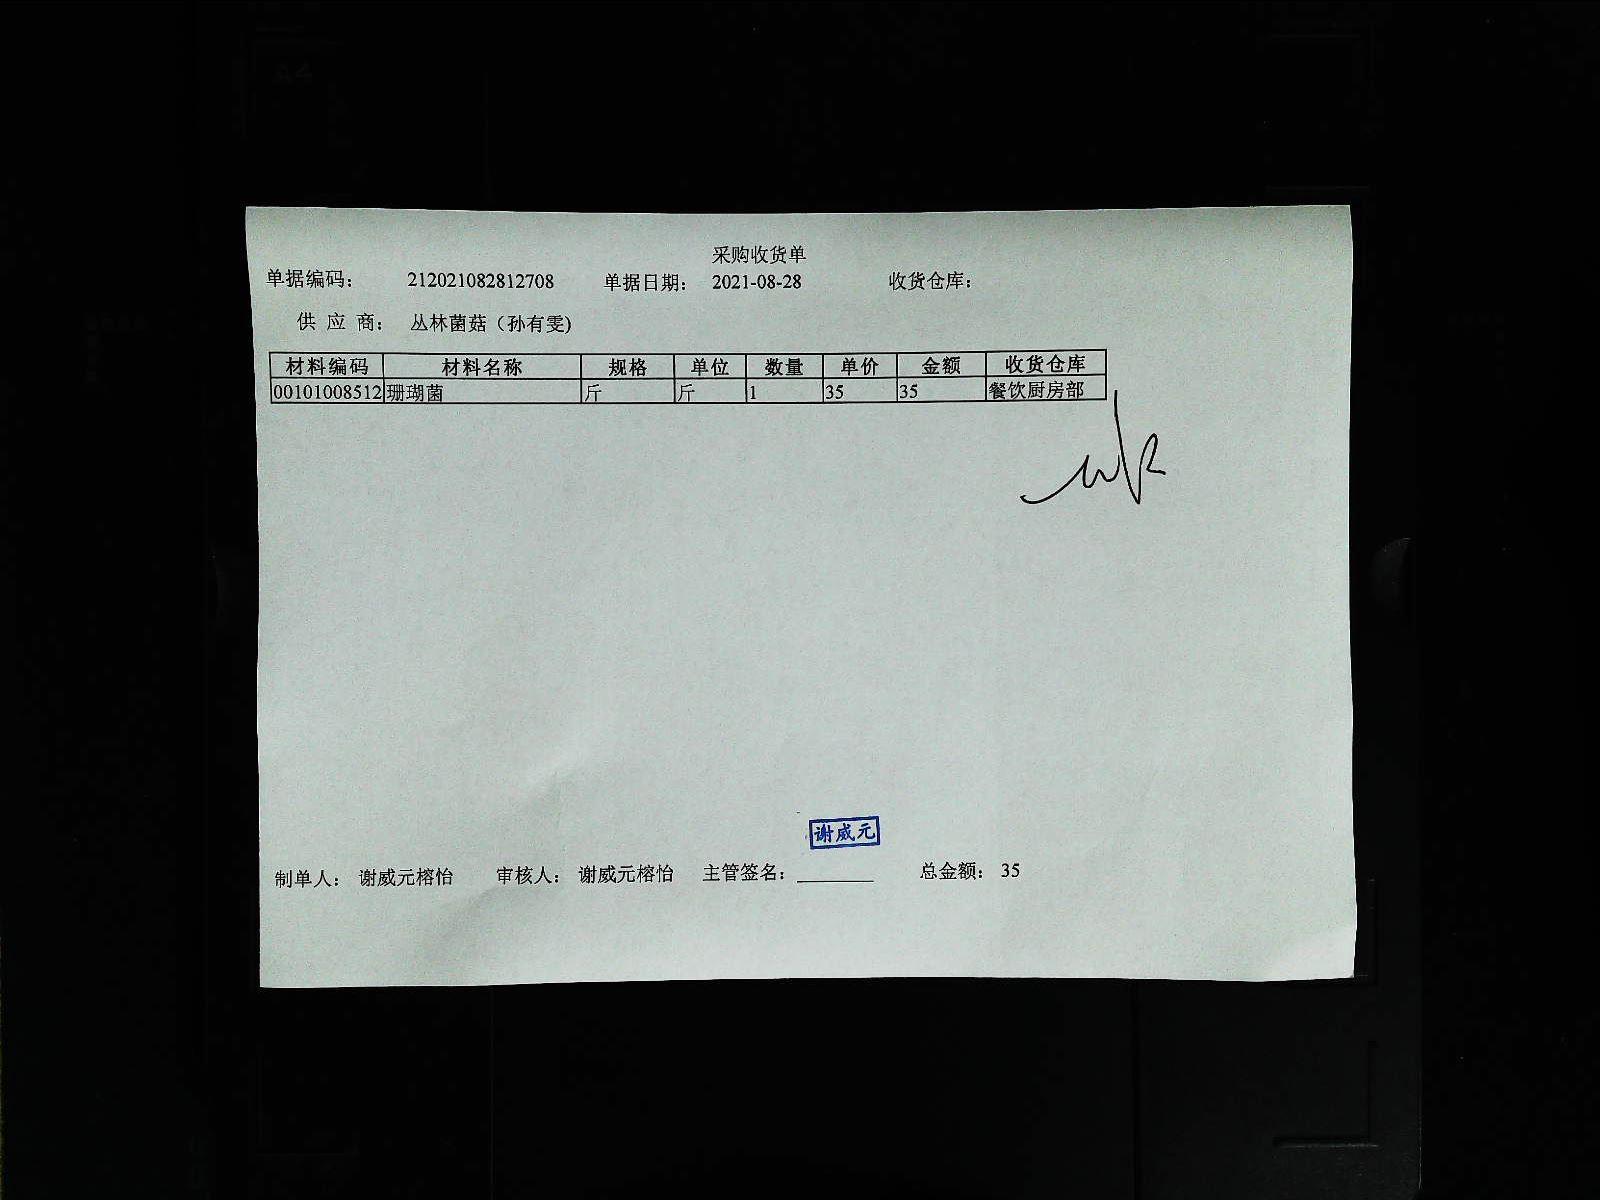 采购收货单
单据编码： 212021082812708 单据日期： 2021-08-28 收货仓库：
供 应 商： 丛林菌菇（孙有雯)
材料编码 材料名称 规格 单位 数量 单价 金额 收货仓库
00101008512 珊瑚菌 斤 斤 1 35 35 餐饮厨房部
谢威元
制单人： 谢威元榕怡 审核人： 谢威元榕怡 主管签名： 总金额： 35